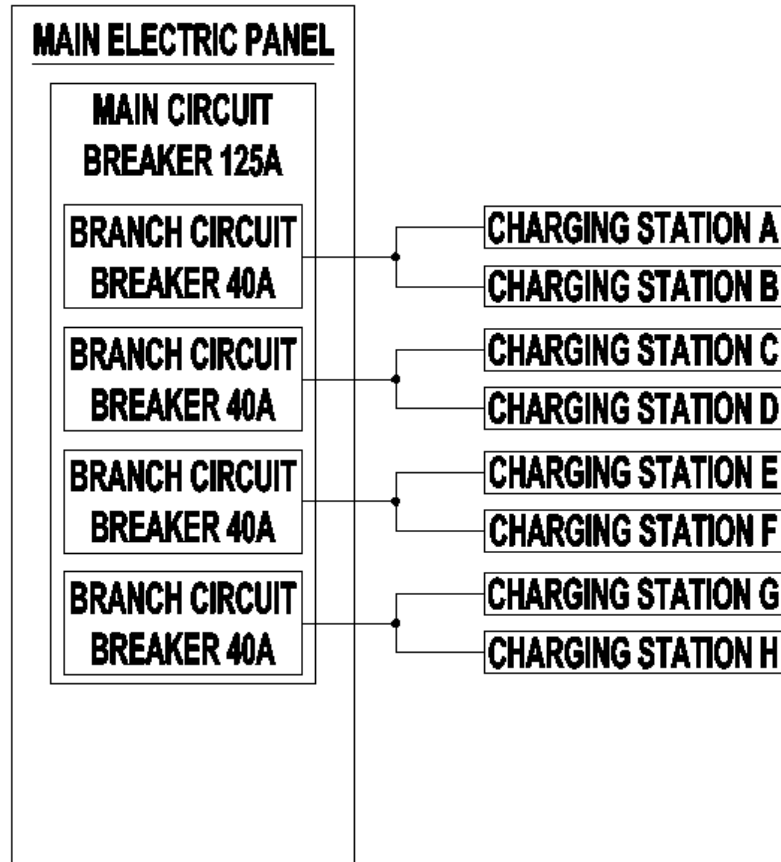 MAIN ELECTRIC PANEL
MAIN CIRCUIT
BREAKER 125A
BRANCH CIRCUIT
BREAKER 40A
CHARGING STATION A
CHARGING STATION B
BRANCH CIRCUIT
BREAKER 40A
CHARGING STATION C
CHARGING STATION D
BRANCH CIRCUIT
BREAKER 40A
CHARGING STATION E
CHARGING STATION F
BRANCH CIRCUIT
BREAKER 40A
CHARGING STATION G
CHARGING STATION H